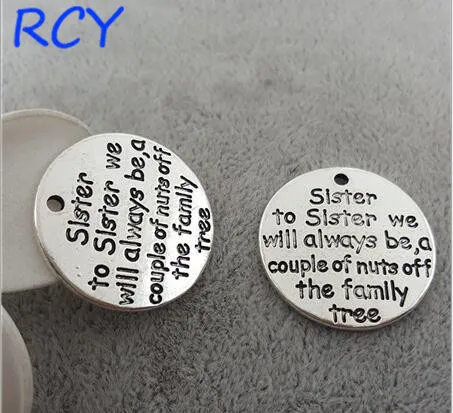 RCY
Sister
to Sister we
will always be,a
couple of nuts off
the family
tree
Sister
to Sister we
will always be,a
couple of nuts off
the family
tree